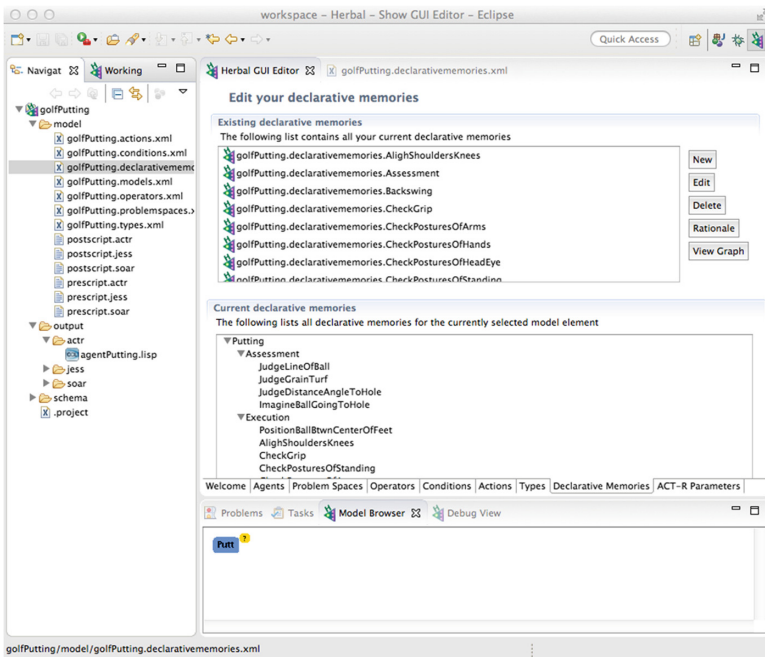 workspace – Herbal – Show GUI Editor – Eclipse
Quick Access
Navigat
Working
golfPutting
model
golfPutting.actions.xml
golfPutting.conditions.xml
golfPutting.declarativememo
golfPutting.models.xml
golfPutting.operators.xml
golfPutting.problemspaces.x
golfPutting.types.xml
postscript.actr
postscript.jess
postscript.soar
prescript.actr
prescript.jess
prescript.soar
output
actr
agentPutting.lisp
jess
soar
schema
.project
Herbal GUI Editor
golfPutting.declarativememories.xml
Edit your declarative memories
Existing declarative memories
The following list contains all your current declarative memories
golfPutting.declarativememories.AlighShouldersKnees
golfPutting.declarativememories.Assessment
golfPutting.declarativememories.Backswing
golfPutting.declarativememories.CheckGrip
golfPutting.declarativememories.CheckPosturesOfArms
golfPutting.declarativememories.CheckPosturesOfHands
golfPutting.declarativememories.CheckPosturesOfHeadEye
golfPutting.declarativememories.CheckPosturesOfStanding
New
Edit
Delete
Rationale
View Graph
Current declarative memories
The following lists all declarative memories for the currently selected model element
Putting
Assessment
JudgeLineOfBall
JudgeGrainTurf
JudgeDistanceAngleToHole
ImagineBallGoingToHole
Execution
PositionBallBtwnCenterOfFeet
AlighShouldersKnees
CheckGrip
CheckPosturesOfStanding
Welcome Agents Problem Spaces Operators Conditions Actions Types Declarative Memories ACT-R Parameters
Problems Tasks Model Browser Debug View
Putt ?
golfPutting/model/golfPutting.declarativememories.xml